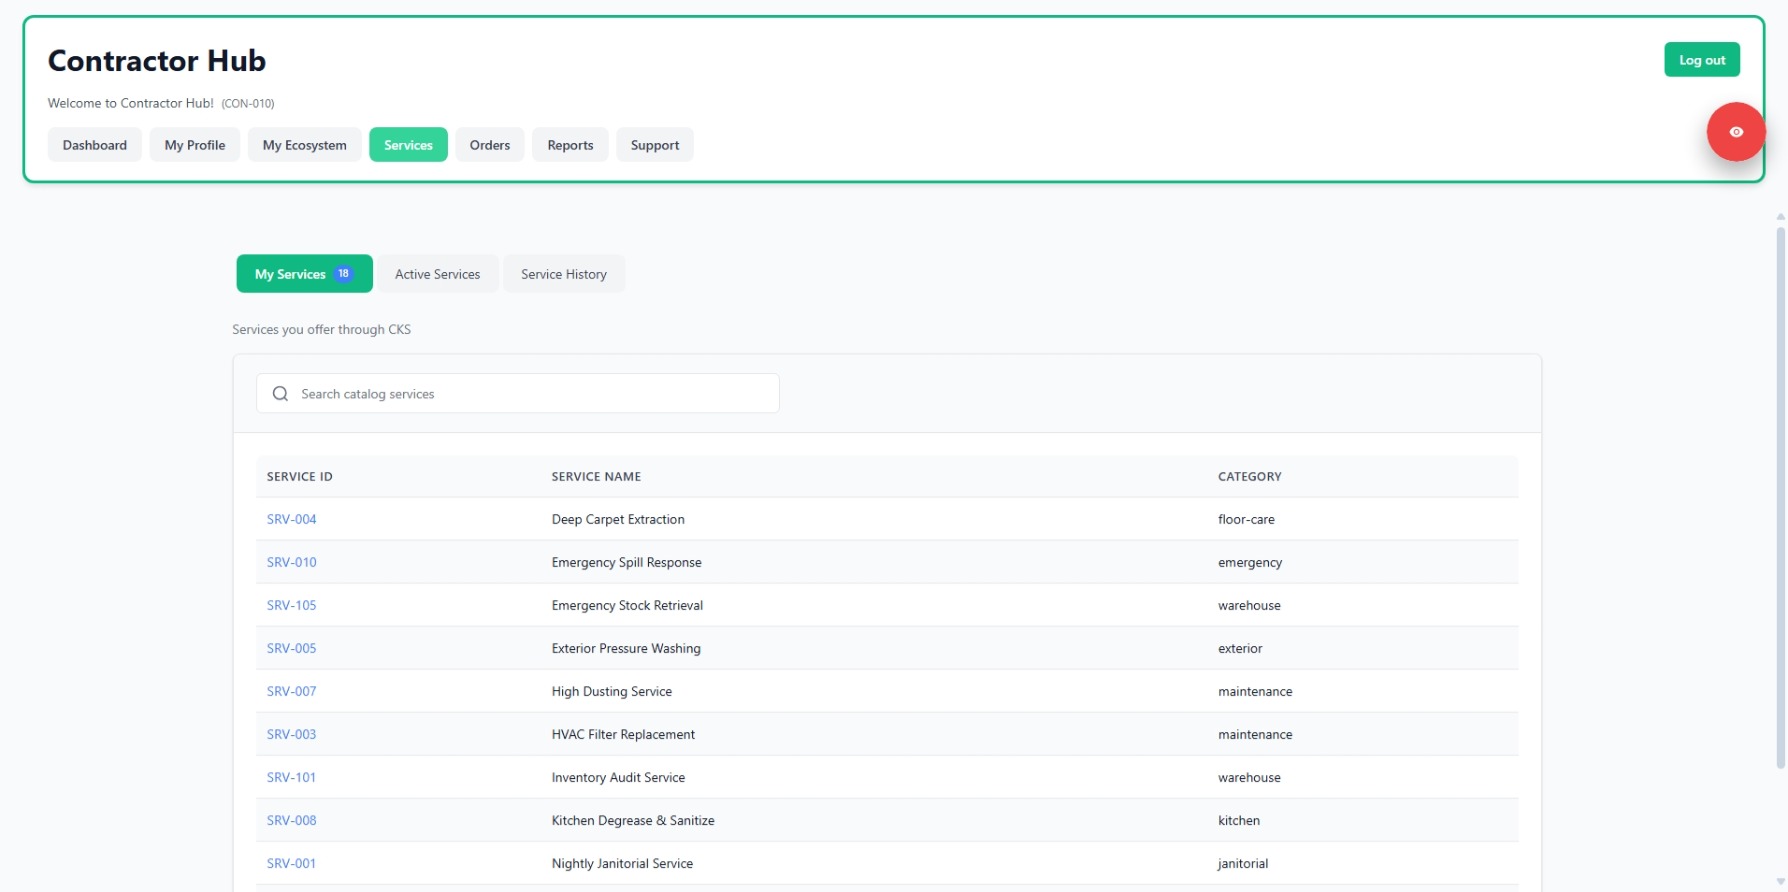 Contractor Hub
Log out
Welcome to Contractor Hub! (CON-010)
Dashboard My Profile My Ecosystem Services Orders Reports Support
My Services 18 Active Services Service History
Services you offer through CKS
Search catalog services
SERVICE ID SERVICE NAME CATEGORY
SRV-004 Deep Carpet Extraction floor-care
SRV-010 Emergency Spill Response emergency
SRV-105 Emergency Stock Retrieval warehouse
SRV-005 Exterior Pressure Washing exterior
SRV-007 High Dusting Service maintenance
SRV-003 HVAC Filter Replacement maintenance
SRV-101 Inventory Audit Service warehouse
SRV-008 Kitchen Degrease & Sanitize kitchen
SRV-001 Nightly Janitorial Service janitorial